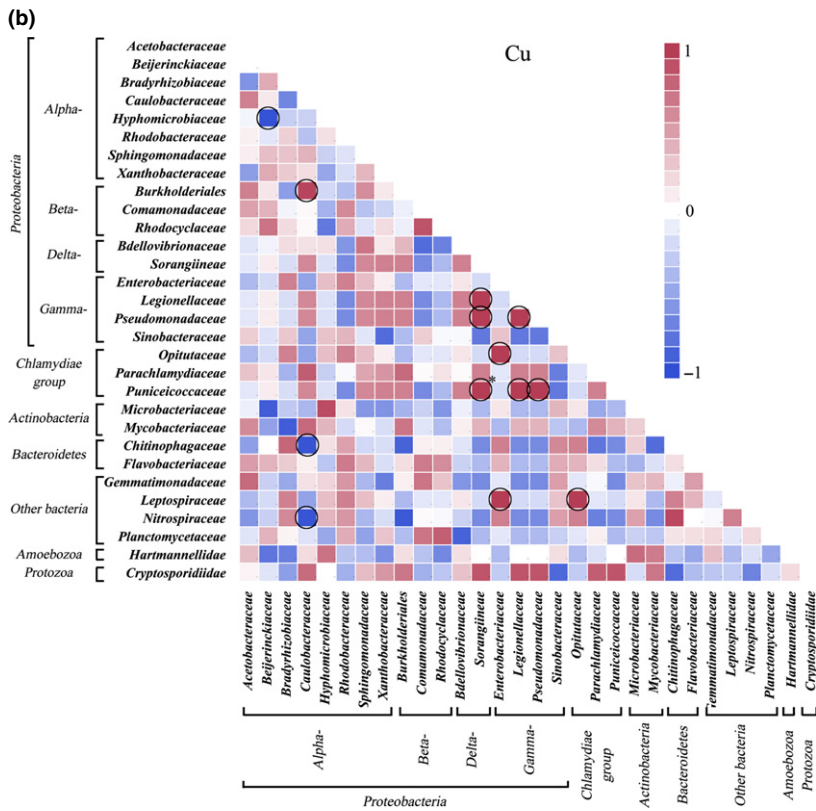 (b)
Cu
Proteobacteria
Alpha-
Beta-
Delta-
Gamma-
Chlamydiae
group
Actinobacteria
Bacteroidetes
Other bacteria
Amoebozoa
Protozoa
Acetobacteraceae
Beijerinckiaceae
Bradyrhizobiaceae
Caulobacteraceae
Hyphomicrobiaceae
Rhodobacteraceae
Sphingomonadaceae
Xanthobacteraceae
Burkholderiales
Comamonadaceae
Rhodocyclaceae
Bdellovibrionaceae
Sorangiineae
Enterobacteriaceae
Legionellaceae
Pseudomonadaceae
Sinobacteraceae
Opitutaceae
Parachlamydiaceae
Puniceicoccaceae
Microbacteriaceae
Mycobacteriaceae
Chitinophagaceae
Flavobacteriaceae
Gemmatimonadaceae
Leptospiraceae
Nitrospiraceae
Planctomycetaceae
Hartmannellidae
Cryptosporidiidae
*
1
0
−1
Acetobacteraceae
Beijerinckiaceae
Bradyrhizobiaceae
Caulobacteraceae
Hyphomicrobiaceae
Rhodobacteraceae
Sphingomonadaceae
Xanthobacteraceae
Burkholderiales
Comamonadaceae
Rhodocyclaceae
Bdellovibrionaceae
Sorangiineae
Enterobacteriaceae
Legionellaceae
Pseudomonadaceae
Sinobacteraceae
Opitutaceae
Parachlamydiaceae
Puniceicoccaceae
Microbacteriaceae
Mycobacteriaceae
Chitinophagaceae
Flavobacteriaceae
Gemmatimonadaceae
Leptospiraceae
Nitrospiraceae
Planctomycetaceae
Hartmannellidae
Cryptosporidiidae
Alpha-
Beta-
Delta-
Gamma-
Chlamydiae
group
Actinobacteria
Bacteroidetes
Other bacteria
Amoebozoa
Protozoa
Proteobacteria